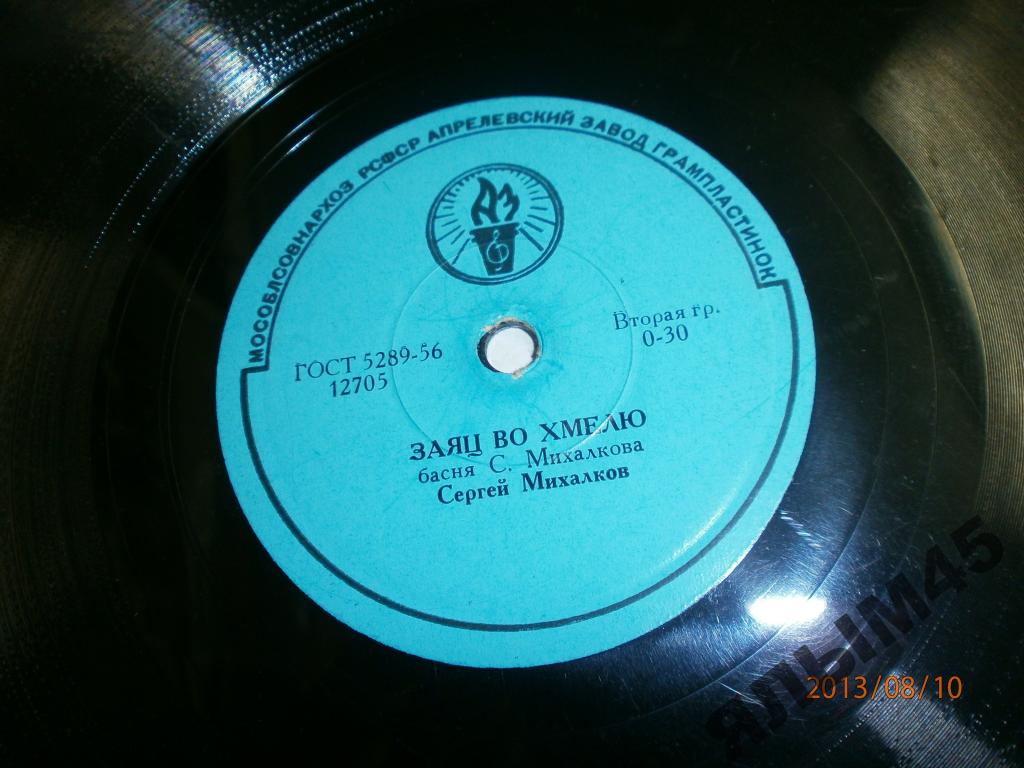 МОСОБЛСОВНАРХОЗ РСФСР АПРЕЛЕВСКИЙ ЗАВОД ГРАМПЛАСТИНОК
АЗ
Вторая гр.
0-30
ГОСТ 5289-56
12705
ЗАЯЦ ВО ХМЕЛЮ
басня С. Михалкова
Сергей Михалков
ЯЛЫМ45
2013/08/10